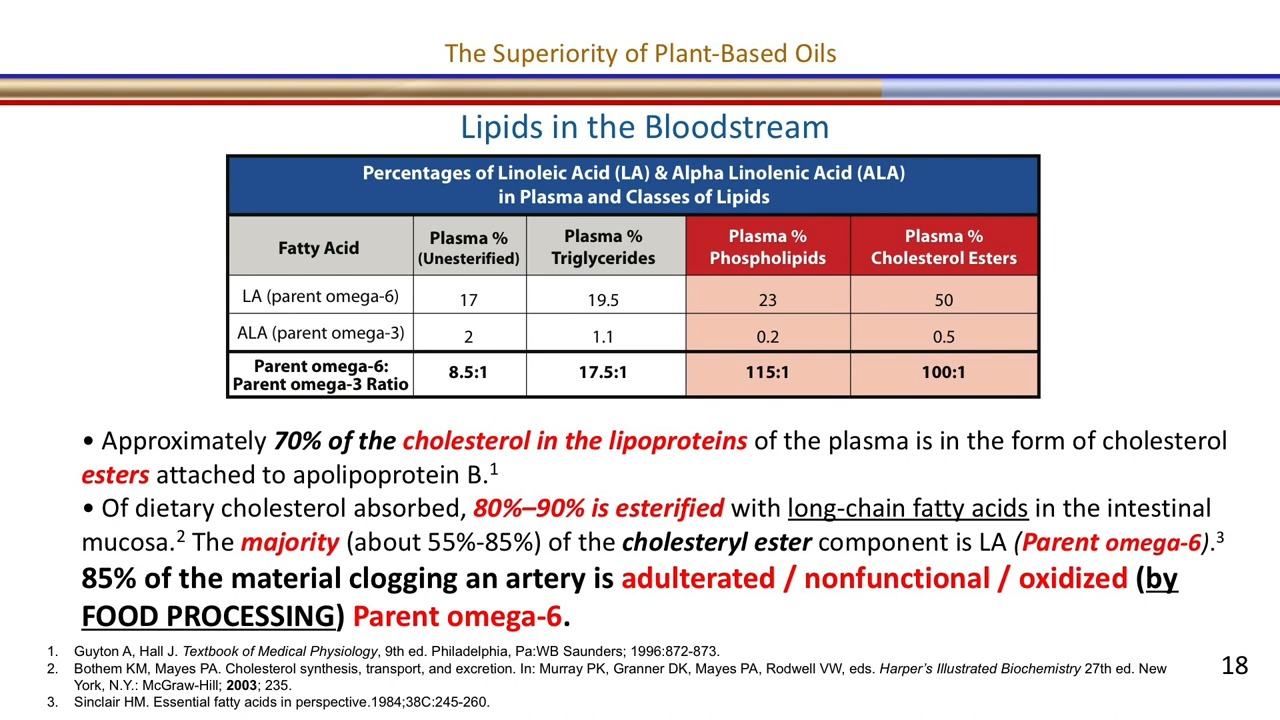 The Superiority of Plant-Based Oils
Lipids in the Bloodstream
Percentages of Linoleic Acid (LA) & Alpha Linolenic Acid (ALA)
in Plasma and Classes of Lipids
Fatty Acid
Plasma %
(Unesterified)
Plasma %
Triglycerides
Plasma %
Phospholipids
Plasma %
Cholesterol Esters
LA (parent omega-6) 17 19.5 23 50
ALA (parent omega-3) 2 1.1 0.2 0.5
Parent omega-6:
Parent omega-3 Ratio
8.5:1 17.5:1 115:1 100:1
• Approximately 70% of the cholesterol in the lipoproteins of the plasma is in the form of cholesterol
esters attached to apolipoprotein B.1
• Of dietary cholesterol absorbed, 80%–90% is esterified with long-chain fatty acids in the intestinal
mucosa.2 The majority (about 55%-85%) of the cholesteryl ester component is LA (Parent omega-6).3
85% of the material clogging an artery is adulterated / nonfunctional / oxidized (by
FOOD PROCESSING) Parent omega-6.
1. Guyton A, Hall J. Textbook of Medical Physiology, 9th ed. Philadelphia, Pa:WB Saunders; 1996:872-873.
2. Bothem KM, Mayes PA. Cholesterol synthesis, transport, and excretion. In: Murray PK, Granner DK, Mayes PA, Rodwell VW, eds. Harper's Illustrated Biochemistry 27th ed. New
York, N.Y.: McGraw-Hill; 2003; 235.
3. Sinclair HM. Essential fatty acids in perspective.1984;38C:245-260.
18